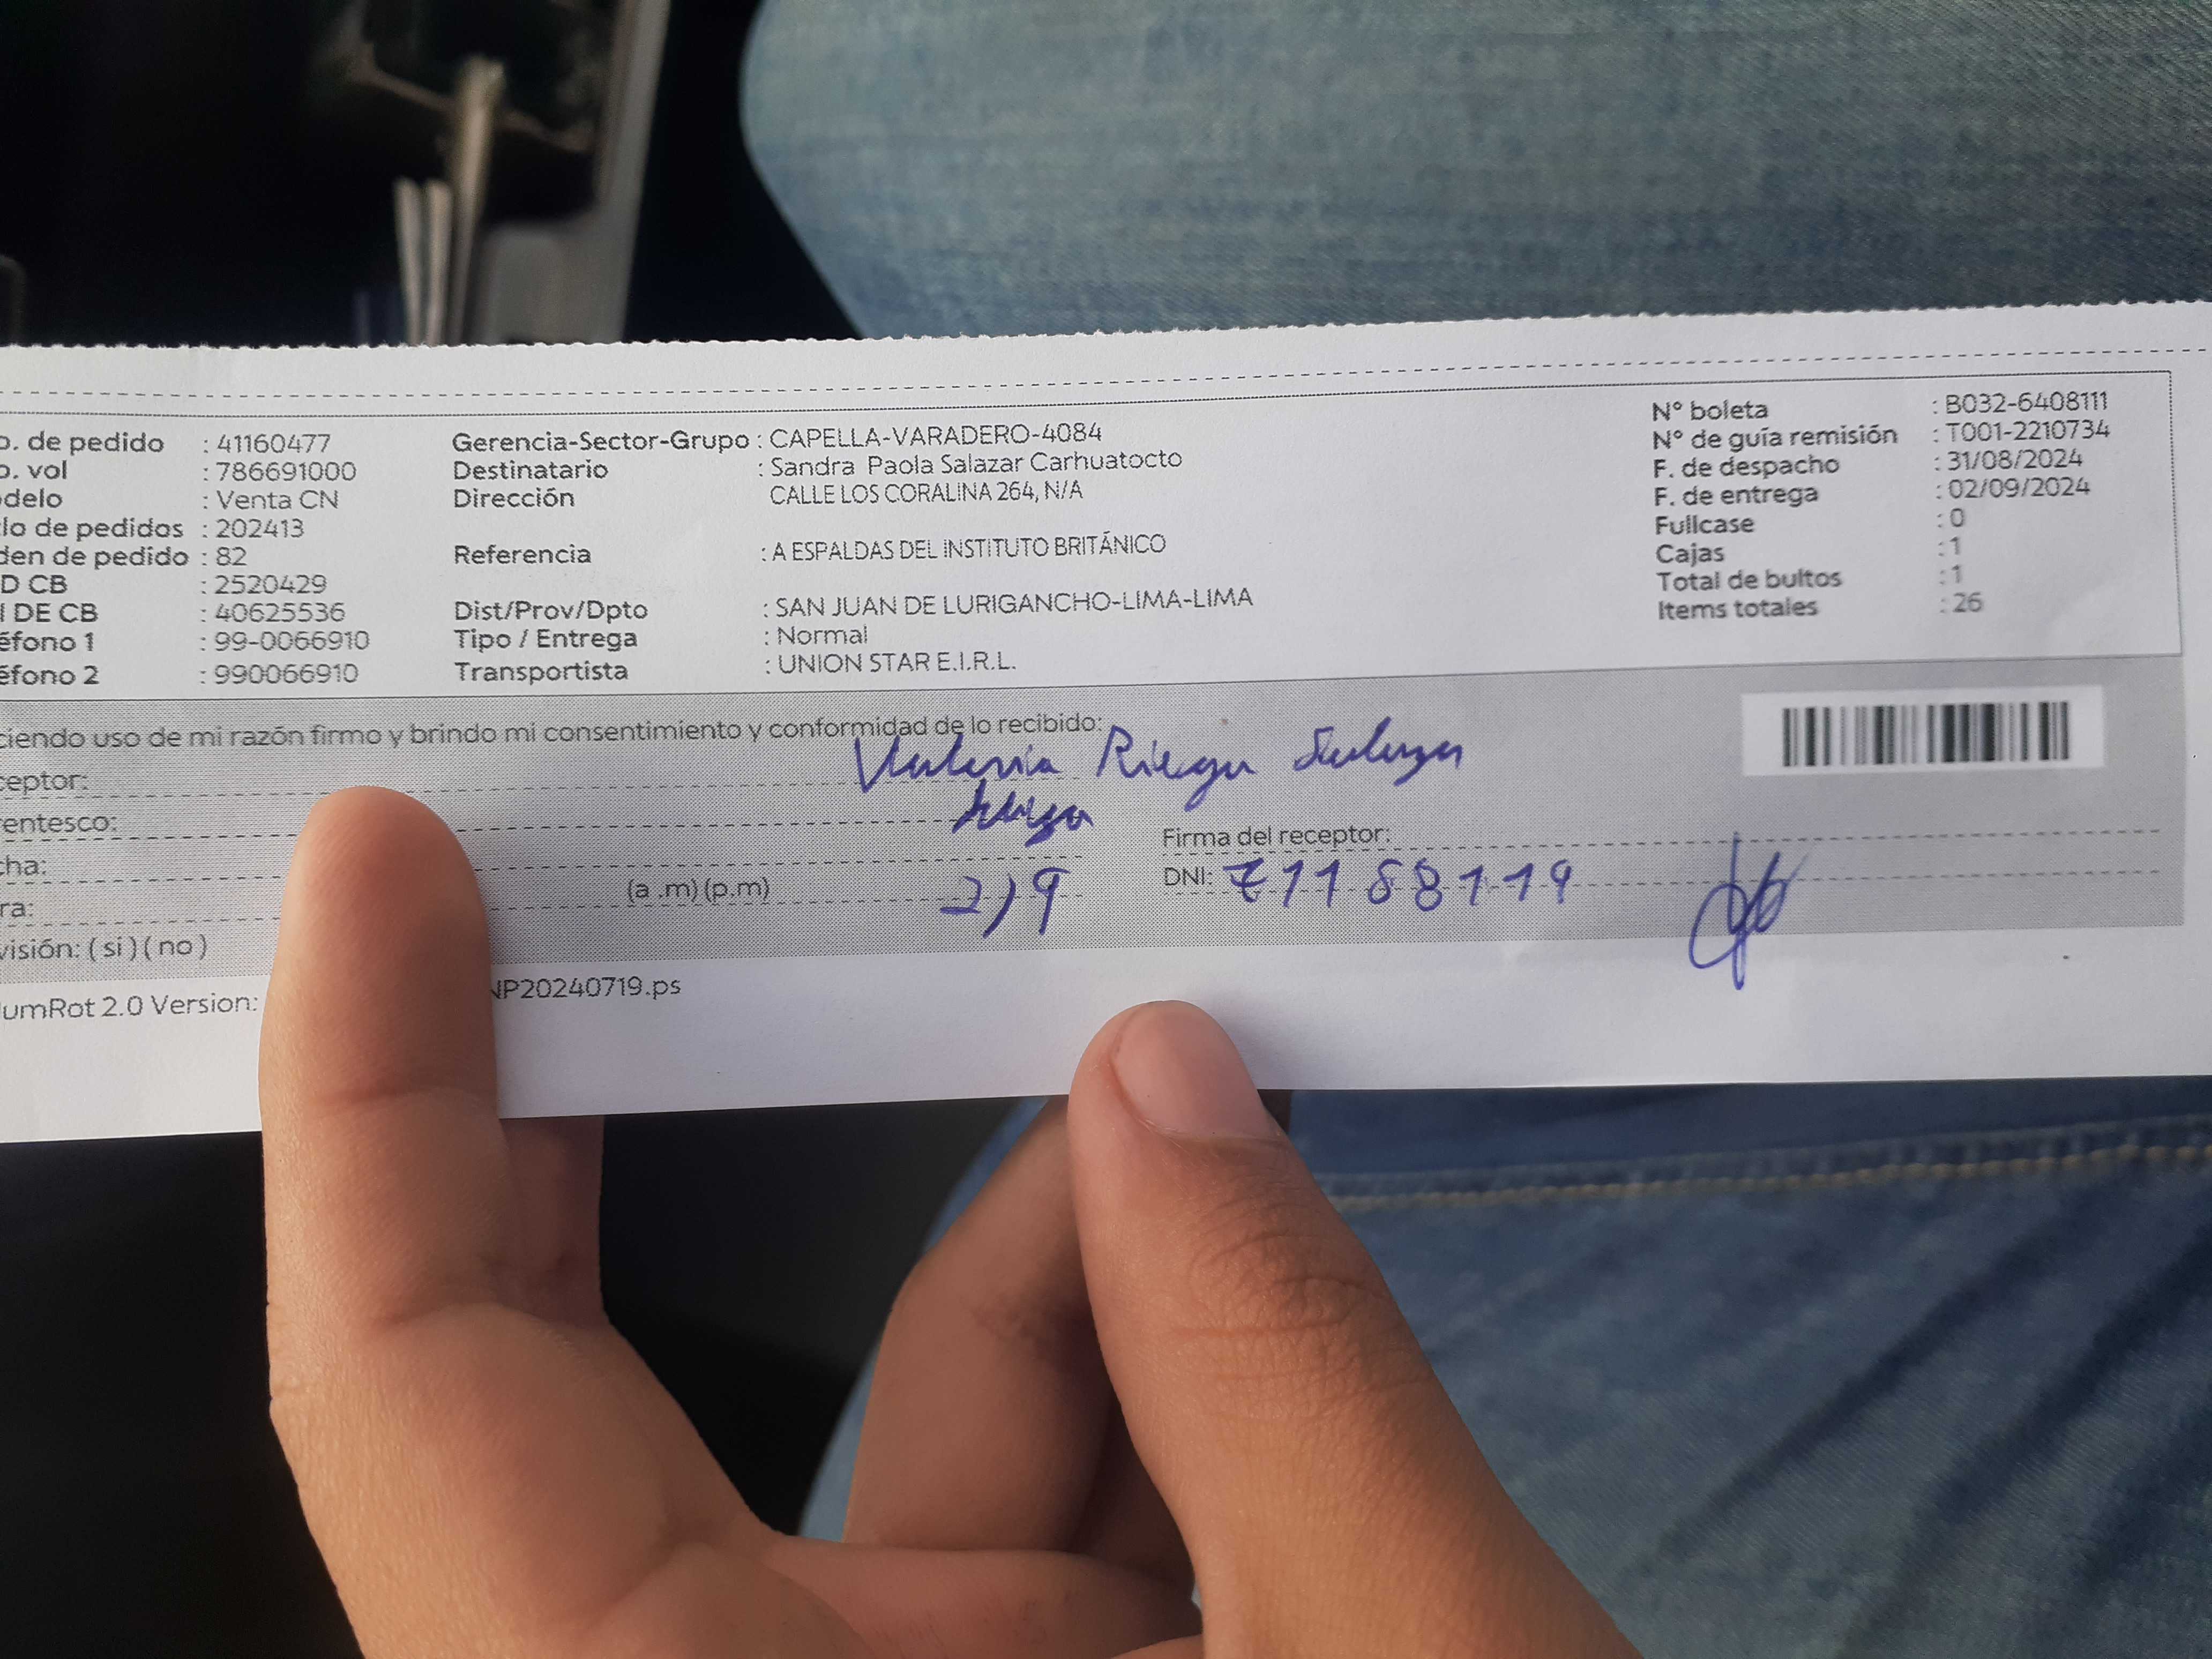 o. de pedido : 41160477 Gerencia-Sector-Grupo : CAPELLA-VARADERO-4084 N° boleta : B032-6408111
o. vol : 786691000 Destinatario : Sandra Paola Salazar Carhuatocto N° de guía remisión : T001-2210734
delo : Venta CN Dirección CALLE LOS CORALINA 264, N/A F. de despacho : 31/08/2024
lo de pedidos : 202413 F. de entrega : 02/09/2024
den de pedido : 82 Referencia : A ESPALDAS DEL INSTITUTO BRITÁNICO Fullcase : 0
D CB : 2520429 Cajas : 1
I DE CB : 40625536 Dist/Prov/Dpto : SAN JUAN DE LURIGANCHO-LIMA-LIMA Total de bultos : 1
éfono 1 : 99-0066910 Tipo / Entrega : Normal Items totales : 26
éfono 2 : 990066910 Transportista : UNION STAR E.I.R.L.
ciendo uso de mi razón firmo y brindo mi consentimiento y conformidad de lo recibido:
ceptor: Valeria Riega
entesco:
Firma del receptor:
cha: 2/9 DNI: 71188119
ra: (a .m) (p.m)
visión: ( si ) ( no )
umRot 2.0 Version: NP20240719.ps